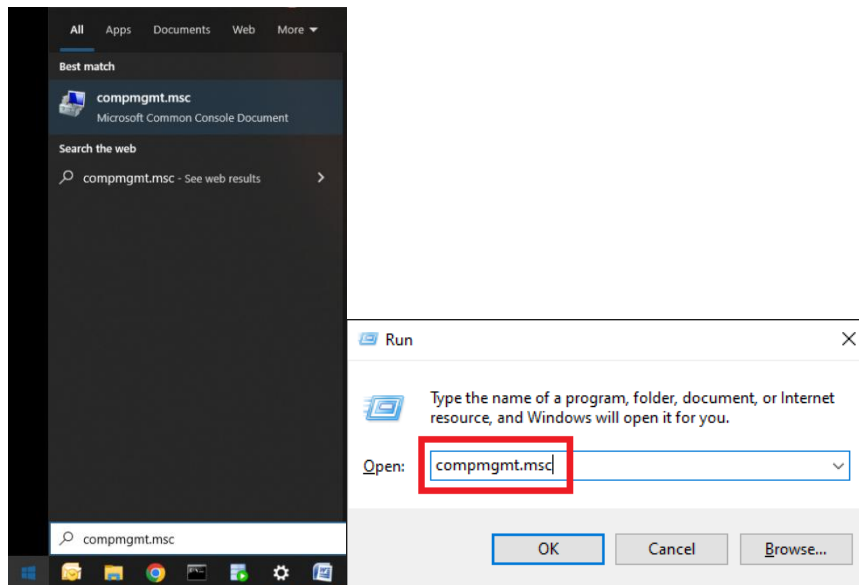 All Apps Documents Web More
Best match
compmgmt.msc
Microsoft Common Console Document
Search the web
compmgmt.msc - See web results
compmgmt.msc
Run
Type the name of a program, folder, document, or Internet
resource, and Windows will open it for you.
Open: compmgmt.msc
OK Cancel Browse...